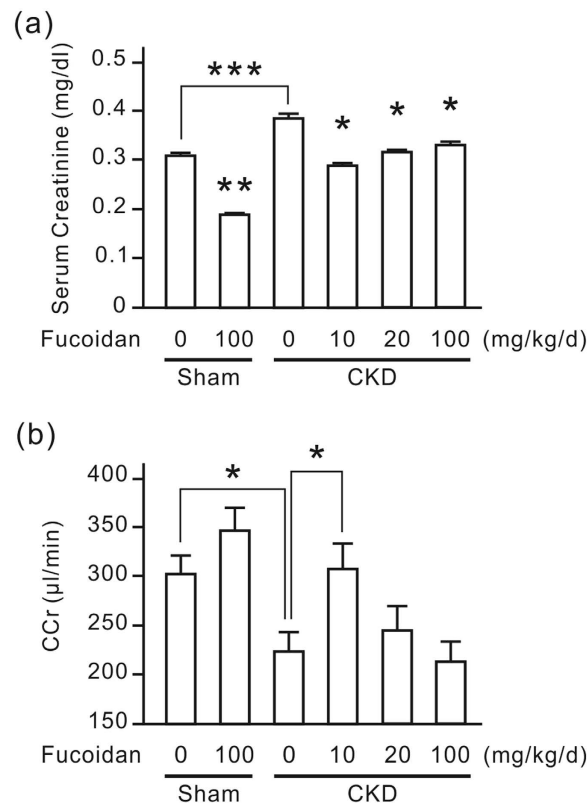 (a)
Serum Creatinine (mg/dl)
0.5
0.4
0.3
0.2
0.1
0
***
**
*
*
*
Fucoidan 0 100 0 10 20 100 (mg/kg/d)
Sham CKD
(b)
CCr (µl/min)
400
350
300
250
200
150
*
*
Fucoidan 0 100 0 10 20 100 (mg/kg/d)
Sham CKD